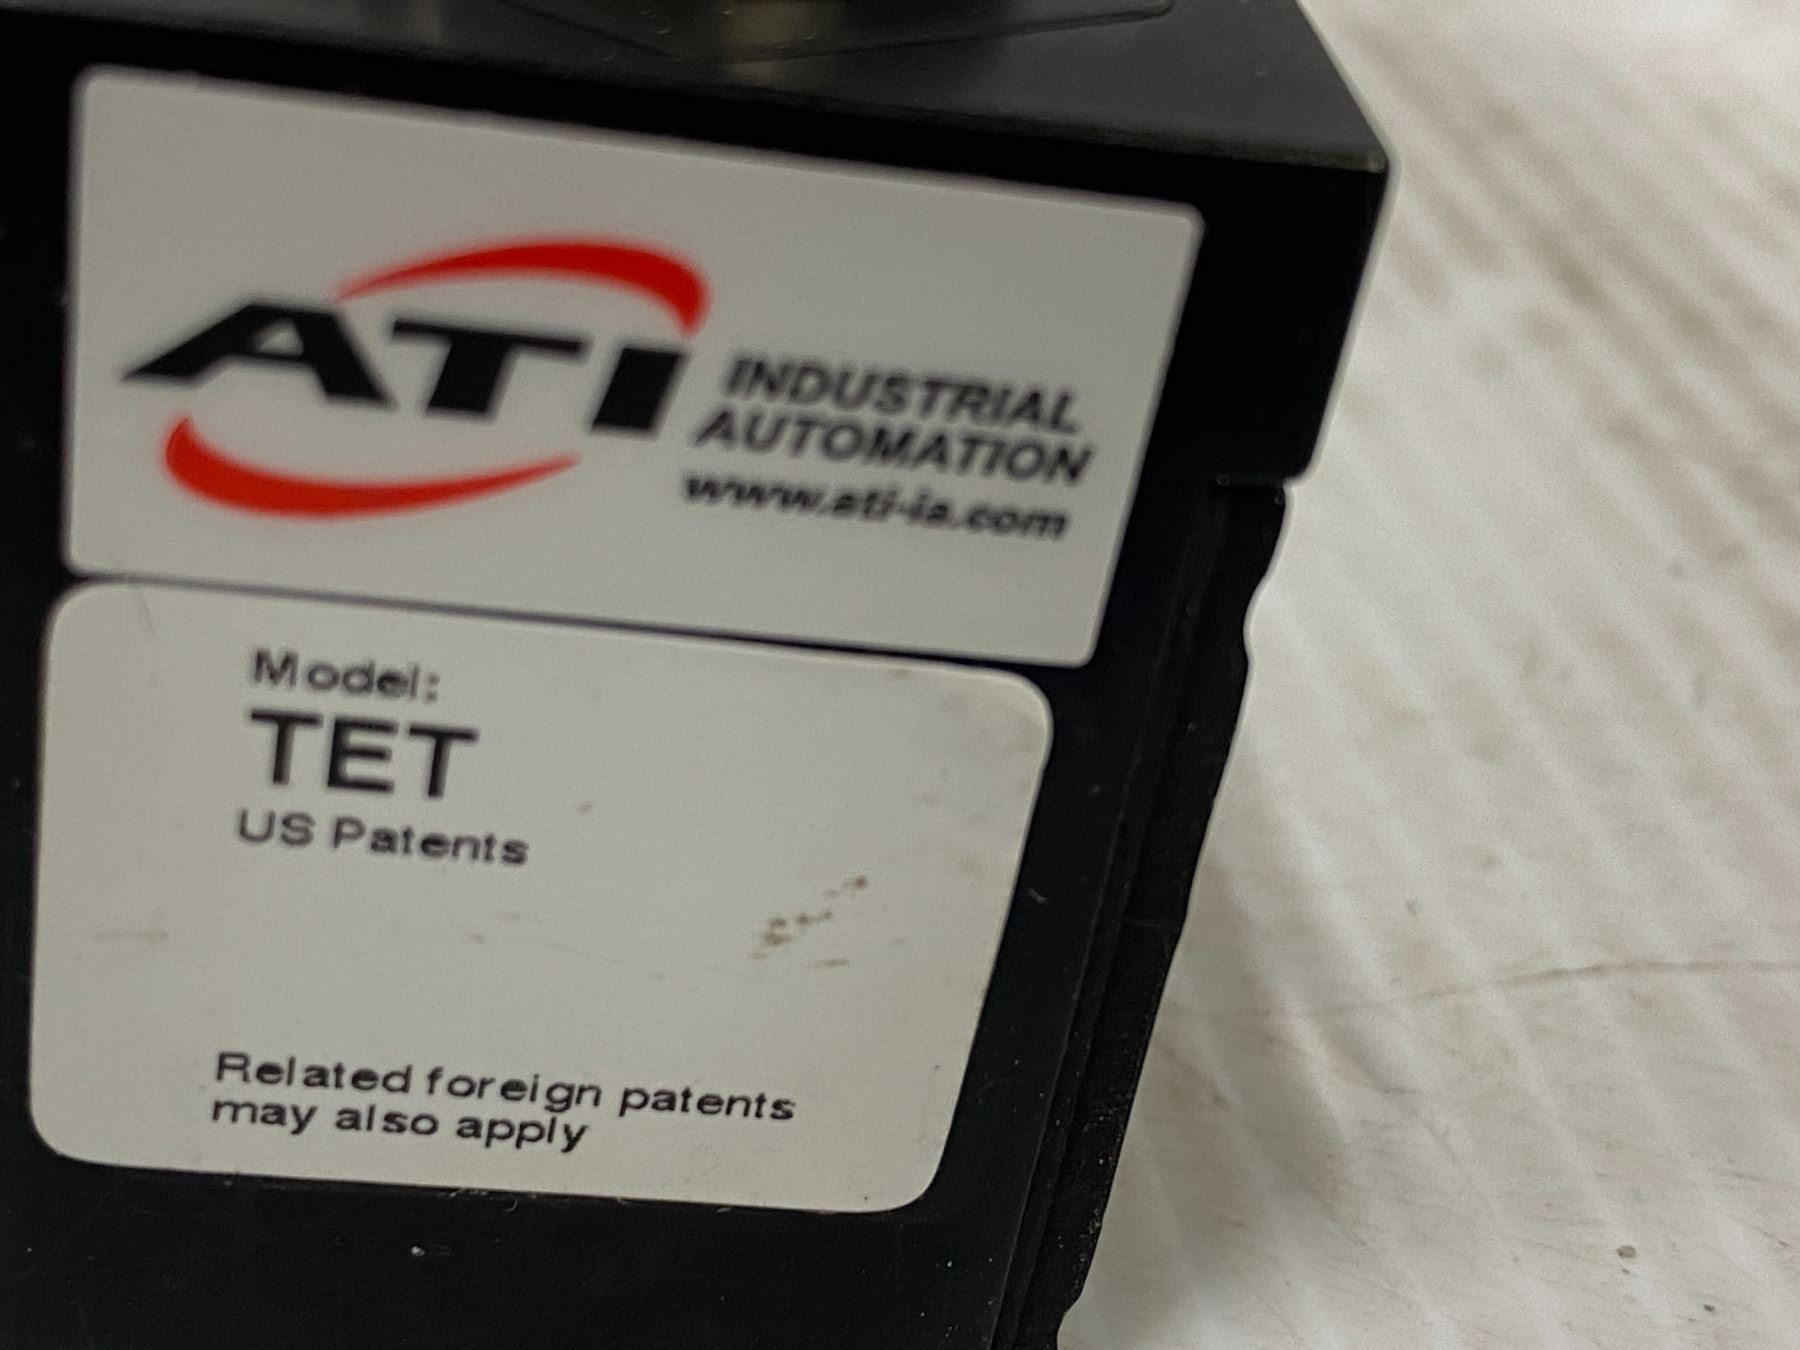 ATI
INDUSTRIAL
AUTOMATION
www.ati-ia.com
Model:
TET
US Patents
Related foreign patents
may also apply